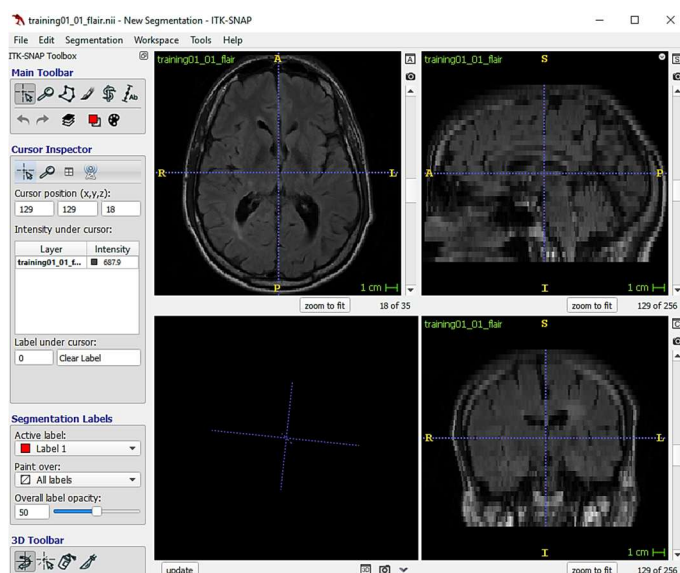 training01_01_flair.nii - New Segmentation - ITK-SNAP
File Edit Segmentation Workspace Tools Help
ITK-SNAP Toolbox
Main Toolbar
Cursor Inspector
Cursor position (x,y,z):
129 129 18
Intensity under cursor:
Layer Intensity
training01_01_f... 687.9
Label under cursor:
0 Clear Label
Segmentation Labels
Active label:
Label 1
Paint over:
All labels
Overall label opacity:
50
3D Toolbar
training01_01_flair
A
R
L
P
1 cm
A
zoom to fit 18 of 35
training01_01_flair
S
A
P
I
1 cm
zoom to fit 129 of 256
update
3D
training01_01_flair
S
R
L
I
1 cm
zoom to fit 129 of 256